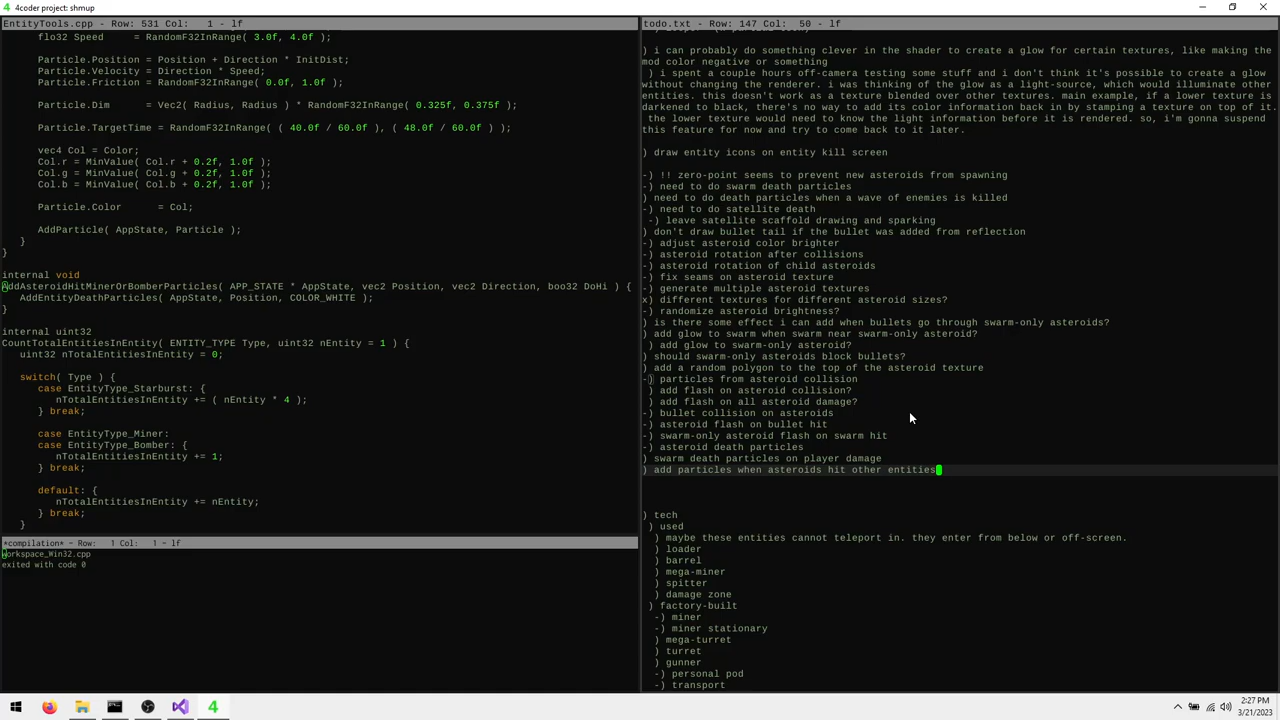 4coder project: shmup
EntityTools.cpp - Row: 531 Col:   1 - lf
flo32 Speed     = RandomF32InRange( 3.0f, 4.0f );
Particle.Position = Position + Direction * InitDist;
Particle.Velocity = Direction * Speed;
Particle.Friction = RandomF32InRange( 0.0f, 1.0f );
Particle.Dim      = Vec2( Radius, Radius ) * RandomF32InRange( 0.325f, 0.375f );
Particle.TargetTime = RandomF32InRange( ( 40.0f / 60.0f ), ( 48.0f / 60.0f ) );
vec4 Col = Color;
Col.r = MinValue( Col.r + 0.2f, 1.0f );
Col.g = MinValue( Col.g + 0.2f, 1.0f );
Col.b = MinValue( Col.b + 0.2f, 1.0f );
Particle.Color      = Col;
AddParticle( AppState, Particle );
}
}
internal void
AddAsteroidHitMinerOrBomberParticles( APP_STATE * AppState, vec2 Position, vec2 Direction, boo32 DoHi ) {
AddEntityDeathParticles( AppState, Position, COLOR_WHITE );
}
internal uint32
CountTotalEntitiesInEntity( ENTITY_TYPE Type, uint32 nEntity = 1 ) {
uint32 nTotalEntitiesInEntity = 0;
switch( Type ) {
case EntityType_Starburst: {
nTotalEntitiesInEntity += ( nEntity * 4 );
} break;
case EntityType_Miner:
case EntityType_Bomber: {
nTotalEntitiesInEntity += 1;
} break;
default: {
nTotalEntitiesInEntity += nEntity;
} break;
}
*compilation* - Row:   1 Col:   1 - lf
workspace_Win32.cpp
exited with code 0
todo.txt - Row: 147 Col:  50 - lf
) i can probably do something clever in the shader to create a glow for certain textures, like making the
mod color negative or something
) i spent a couple hours off-camera testing some stuff and i don't think it's possible to create a glow
without changing the renderer. i was thinking of the glow as a light-source, which would illuminate other
entities. this doesn't work as a texture blended over other textures. main example, if a lower texture is
darkened to black, there's no way to add its color information back in by stamping a texture on top of it.
the lower texture would need to know the light information before it is rendered. so, i'm gonna suspend
this feature for now and try to come back to it later.
) draw entity icons on entity kill screen
-) !! zero-point seems to prevent new asteroids from spawning
-) need to do swarm death particles
) need to do death particles when a wave of enemies is killed
-) need to do satellite death
-) leave satellite scaffold drawing and sparking
) don't draw bullet tail if the bullet was added from reflection
-) adjust asteroid color brighter
-) asteroid rotation after collisions
-) asteroid rotation of child asteroids
-) fix seams on asteroid texture
-) generate multiple asteroid textures
x) different textures for different asteroid sizes?
-) randomize asteroid brightness?
) is there some effect i can add when bullets go through swarm-only asteroids?
) add glow to swarm when swarm near swarm-only asteroid?
) add glow to swarm-only asteroid?
) should swarm-only asteroids block bullets?
) add a random polygon to the top of the asteroid texture
-) particles from asteroid collision
) add flash on asteroid collision?
) add flash on all asteroid damage?
-) bullet collision on asteroids
-) asteroid flash on bullet hit
-) swarm-only asteroid flash on swarm hit
-) asteroid death particles
) swarm death particles on player damage
) add particles when asteroids hit other entities
) tech
) used
) maybe these entities cannot teleport in. they enter from below or off-screen.
) loader
) barrel
) mega-miner
) spitter
) damage zone
) factory-built
-) miner
-) miner stationary
) mega-turret
) turret
) gunner
-) personal pod
-) transport
2:27 PM
3/21/2023